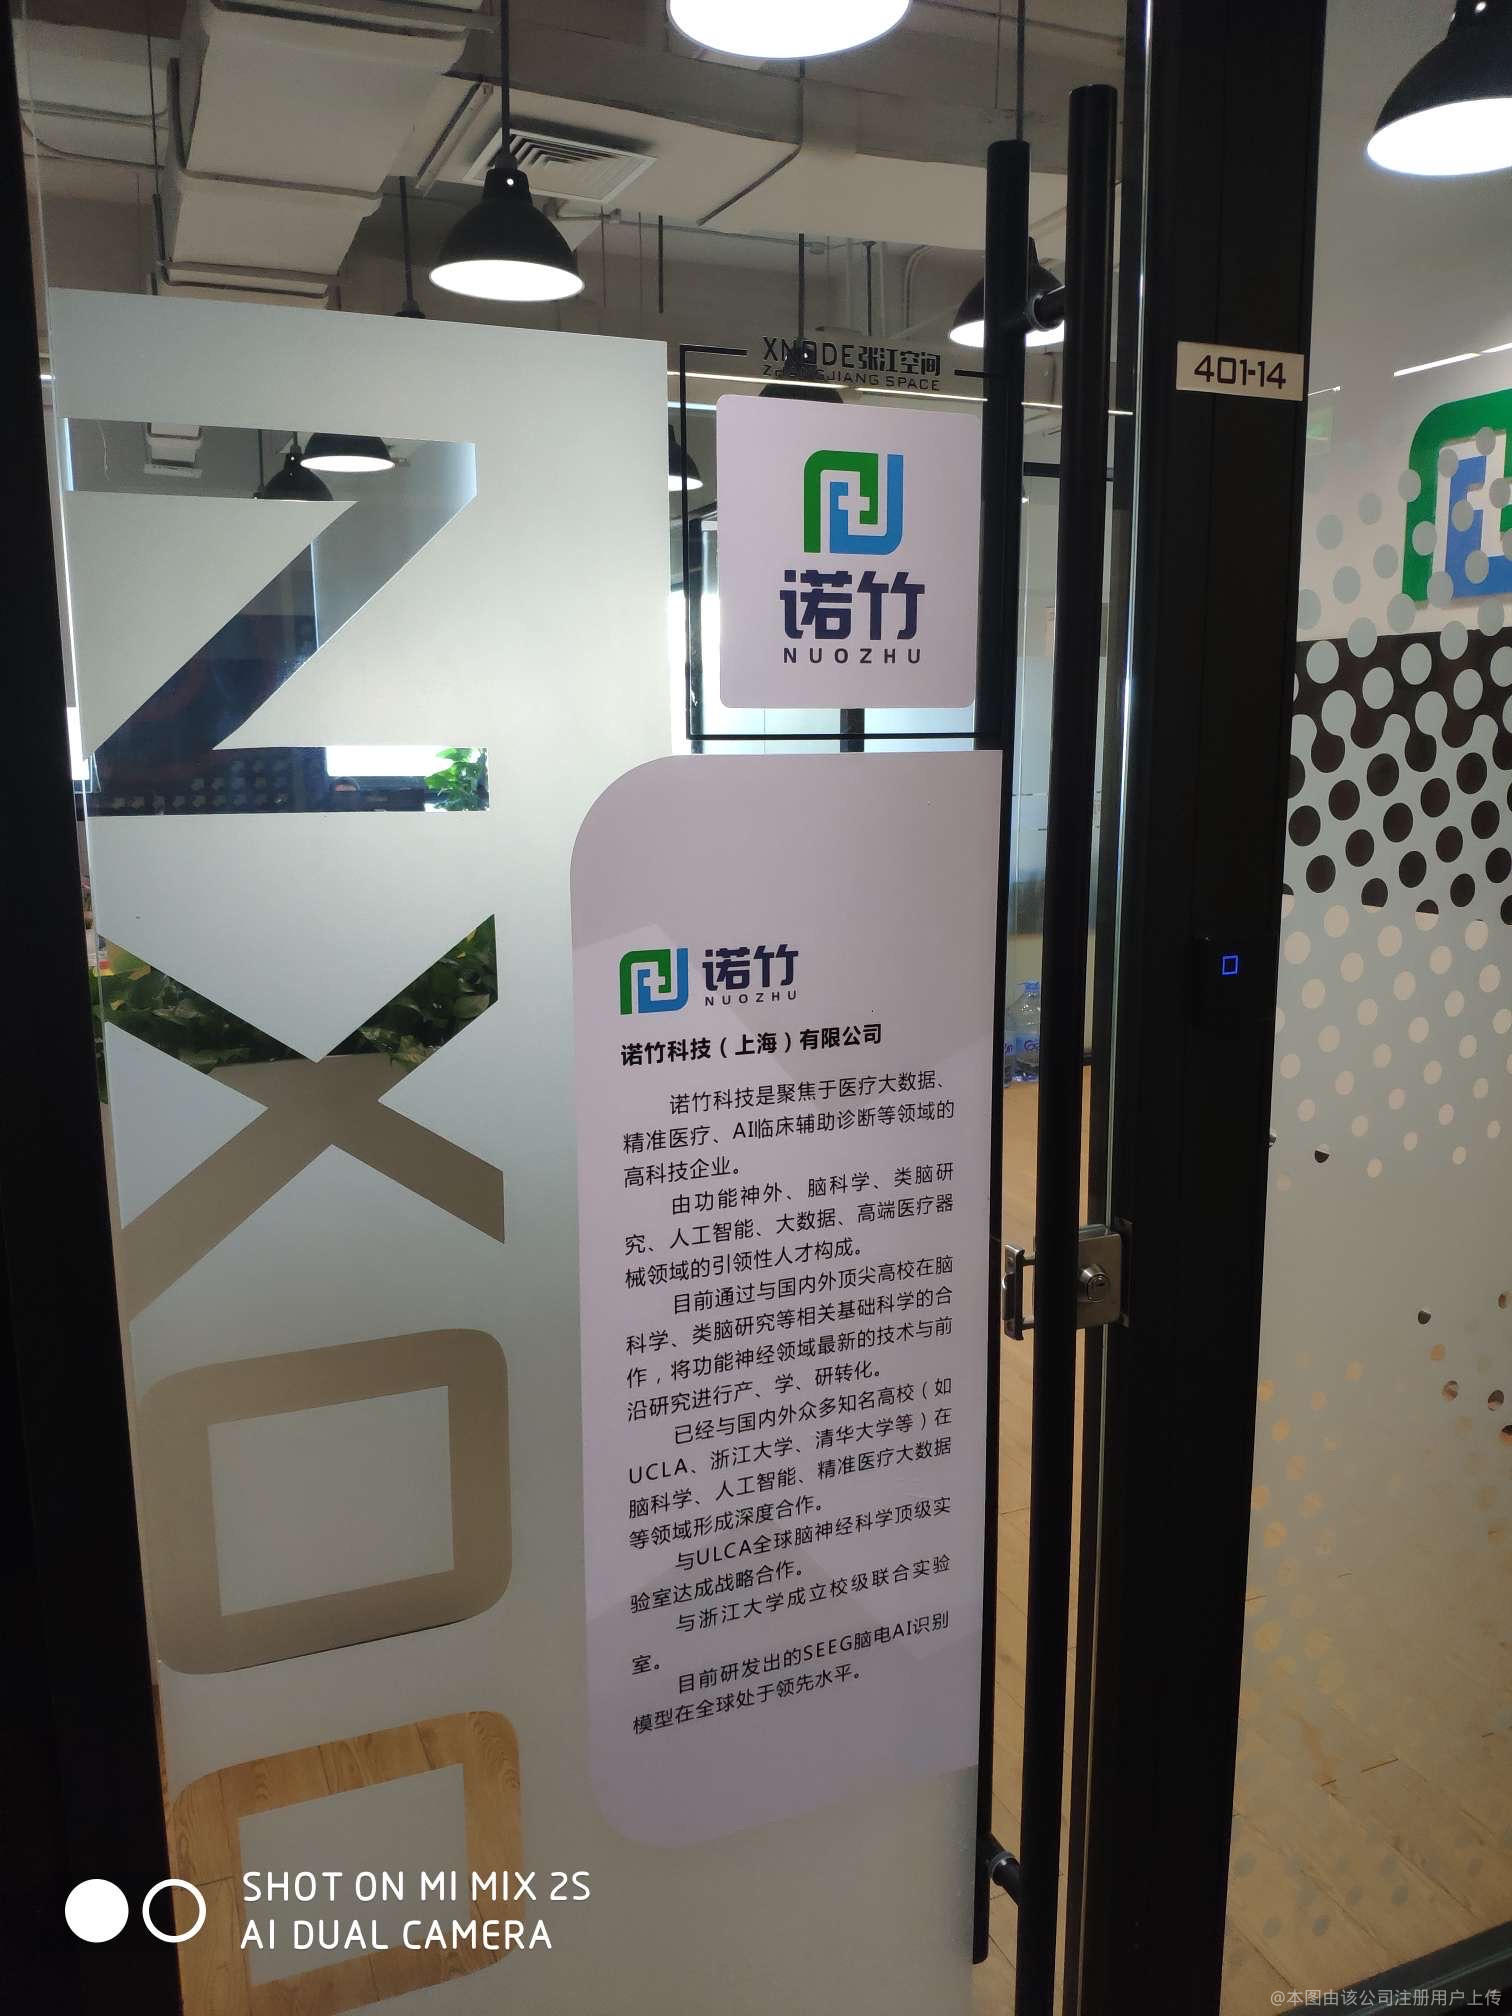 XNODE张江空间
ZHANGJIANG SPACE
401-14
诺竹
NUOZHU
诺竹
NUOZHU
诺竹科技（上海）有限公司
诺竹科技是聚焦于医疗大数据、
精准医疗、AI临床辅助诊断等领域的
高科技企业。
由功能神外、脑科学、类脑研
究、人工智能、大数据、高端医疗器
械领域的引领性人才构成。
目前通过与国内外顶尖高校在脑
科学、类脑研究等相关基础科学的合
作，将功能神经领域最新的技术与前
沿研究进行产、学、研转化。
已经与国内外众多知名高校（如
UCLA、浙江大学、清华大学等）在
脑科学、人工智能、精准医疗大数据
等领域形成深度合作。
与ULCA全球脑神经科学顶级实
验室达成战略合作。
与浙江大学成立校级联合实验
室。
目前研发出的SEEG脑电AI识别
模型在全球处于领先水平。
SHOT ON MI MIX 2S
AI DUAL CAMERA
@本图由该公司注册用户上传